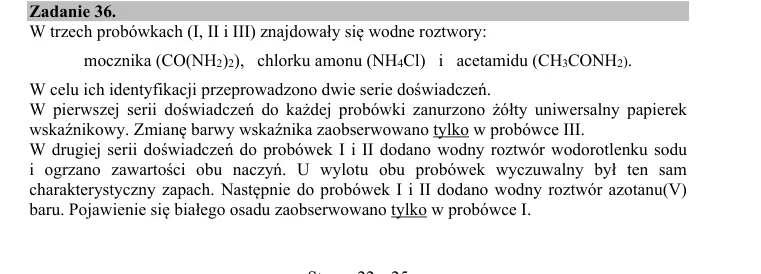 Zadanie 36.
W trzech probówkach (I, II i III) znajdowały się wodne roztwory:
mocznika (CO(NH2)2), chlorku amonu (NH4Cl) i acetamidu (CH3CONH2).
W celu ich identyfikacji przeprowadzono dwie serie doświadczeń.
W pierwszej serii doświadczeń do każdej probówki zanurzono żółty uniwersalny papierek
wskaźnikowy. Zmianę barwy wskaźnika zaobserwowano tylko w probówce III.
W drugiej serii doświadczeń do probówek I i II dodano wodny roztwór wodorotlenku sodu
i ogrzano zawartości obu naczyń. U wylotu obu probówek wyczuwalny był ten sam
charakterystyczny zapach. Następnie do probówek I i II dodano wodny roztwór azotanu(V)
baru. Pojawienie się białego osadu zaobserwowano tylko w probówce I.